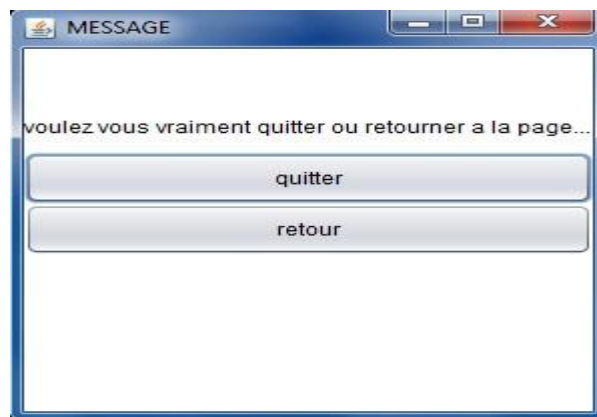 MESSAGE
voulez vous vraiment quitter ou retourner a la page...
quitter
retour